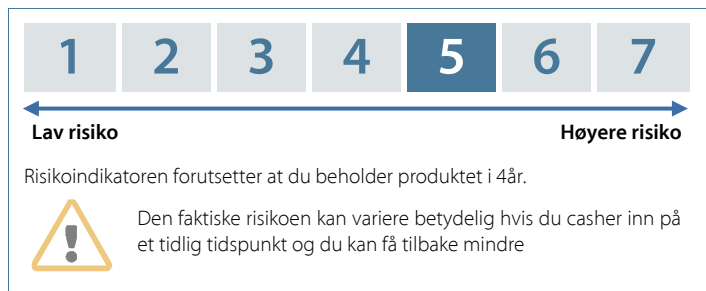 1 2 3 4 5 6 7
Lav risiko Høyere risiko
Risikoindikatoren forutsetter at du beholder produktet i 4år.
Den faktiske risikoen kan variere betydelig hvis du casher inn på
et tidlig tidspunkt og du kan få tilbake mindre